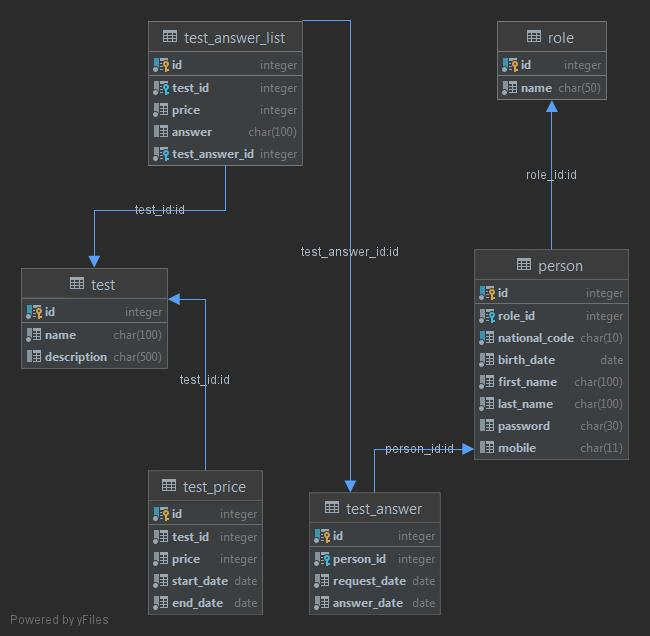 test_answer_list
id integer
test_id integer
price integer
answer char(100)
test_answer_id integer
role
id integer
name char(50)
role_id:id
test_id:id
test_answer_id:id
person
id integer
role_id integer
national_code char(10)
birth_date date
first_name char(100)
last_name char(100)
password char(30)
mobile char(11)
test
id integer
name char(100)
description char(500)
test_id:id
person_id:id
test_price
id integer
test_id integer
price integer
start_date date
end_date date
test_answer
id integer
person_id integer
request_date date
answer_date date
Powered by yFiles